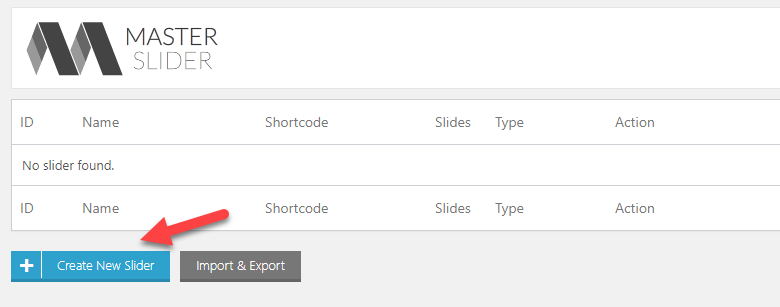 MASTER
SLIDER
ID Name Shortcode Slides Type Action
No slider found.
ID Name Shortcode Slides Type Action
+ Create New Slider Import & Export